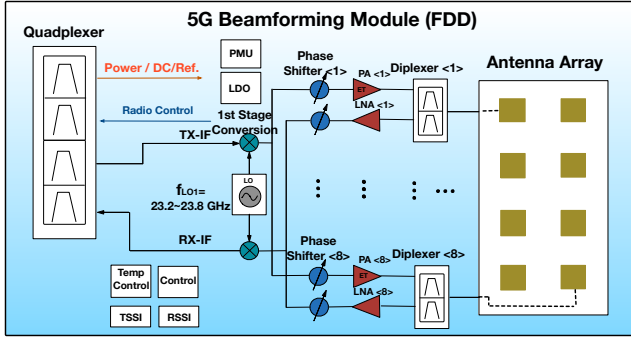 5G Beamforming Module (FDD)
Quadplexer
Power / DC/Ref.
Radio Control
TX-IF
RX-IF
PMU
LDO
1st Stage
Conversion
LO
fLO1=
23.2~23.8 GHz
Temp
Control
Control
TSSI
RSSI
Phase
Shifter <1>
PA <1>
ET
LNA <1>
Diplexer <1>
Antenna Array
Phase
Shifter <8>
PA <8>
ET
LNA <8>
Diplexer <8>